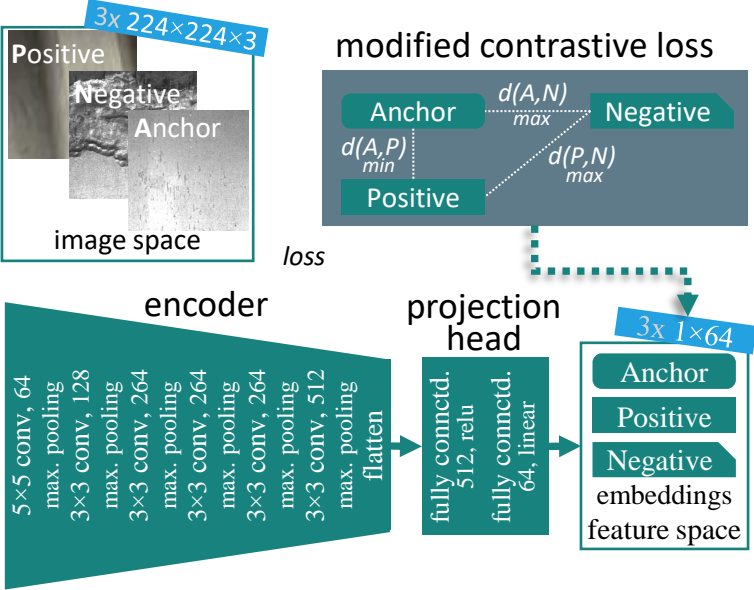 3x 224×224×3
Positive
Negative
Anchor
image space
modified contrastive loss
Anchor
d(A,N)
max
Negative
d(A,P)
min
d(P,N)
max
Positive
loss
encoder
5×5 conv, 64
max. pooling
3×3 conv, 128
max. pooling
3×3 conv, 264
max. pooling
3×3 conv, 264
max. pooling
3×3 conv, 264
max. pooling
3×3 conv, 512
max. pooling
flatten
projection
head
fully connctd.
512, relu
fully connctd.
64, linear
3x 1×64
Anchor
Positive
Negative
embeddings
feature space